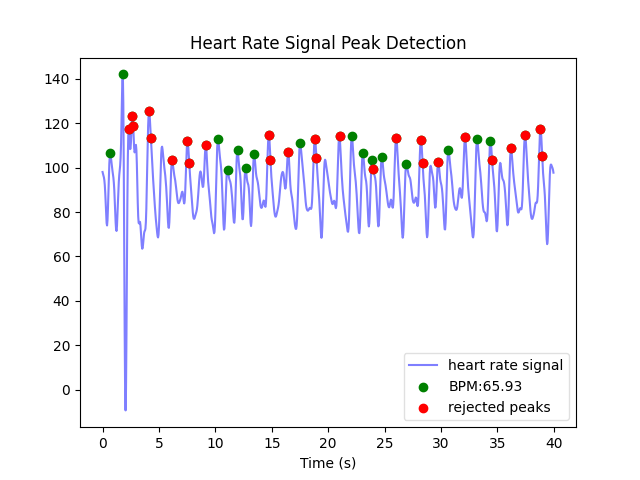 Heart Rate Signal Peak Detection
140
120
100
80
60
40
20
0
heart rate signal
BPM:65.93
rejected peaks
0 5 10 15 20 25 30 35 40
Time (s)